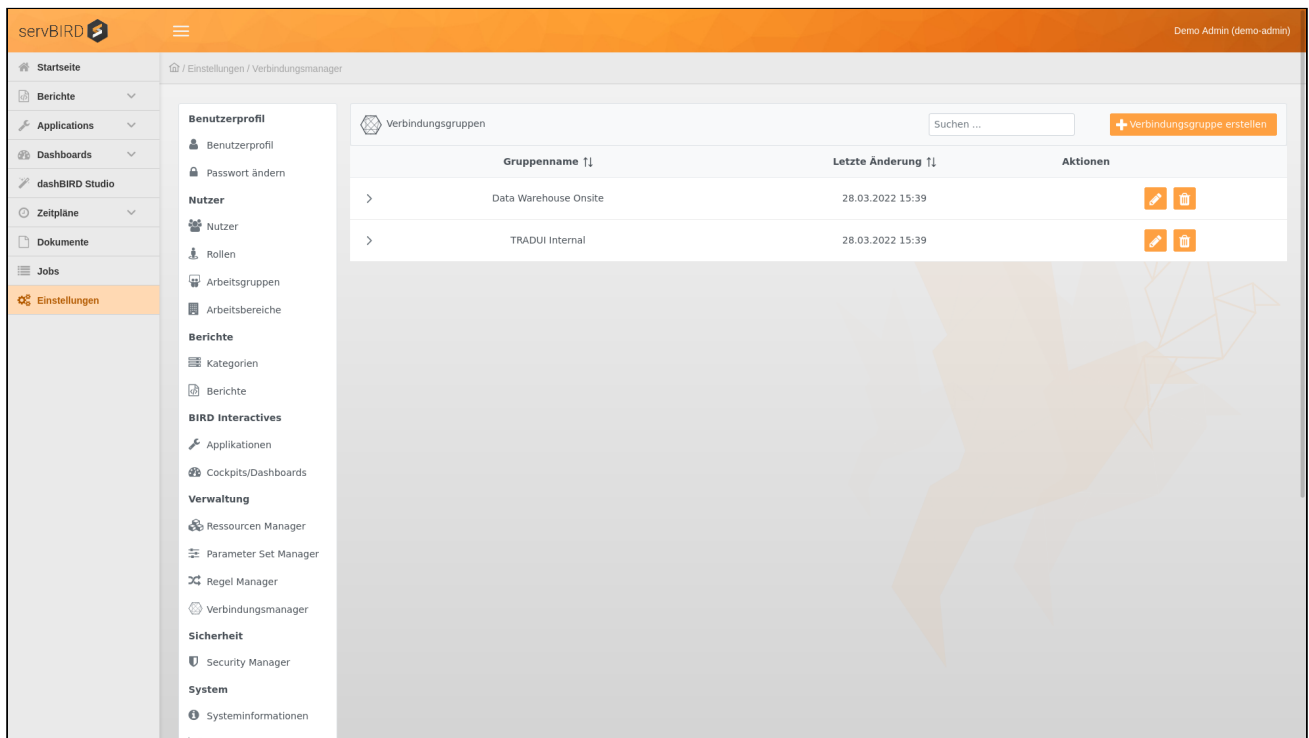 servBIRD
Demo Admin (demo-admin)
Startseite
Berichte
Applications
Dashboards
dashBIRD Studio
Zeitpläne
Dokumente
Jobs
Einstellungen
/ Einstellungen / Verbindungsmanager
Benutzerprofil
Benutzerprofil
Passwort ändern
Nutzer
Nutzer
Rollen
Arbeitsgruppen
Arbeitsbereiche
Berichte
Kategorien
Berichte
BIRD Interactives
Applikationen
Cockpits/Dashboards
Verwaltung
Ressourcen Manager
Parameter Set Manager
Regel Manager
Verbindungsmanager
Sicherheit
Security Manager
System
Systeminformationen
Verbindungsgruppen
Suchen ...
Verbindungsgruppe erstellen
Gruppenname Letzte Änderung Aktionen
Data Warehouse Onsite 28.03.2022 15:39
TRADUI Internal 28.03.2022 15:39